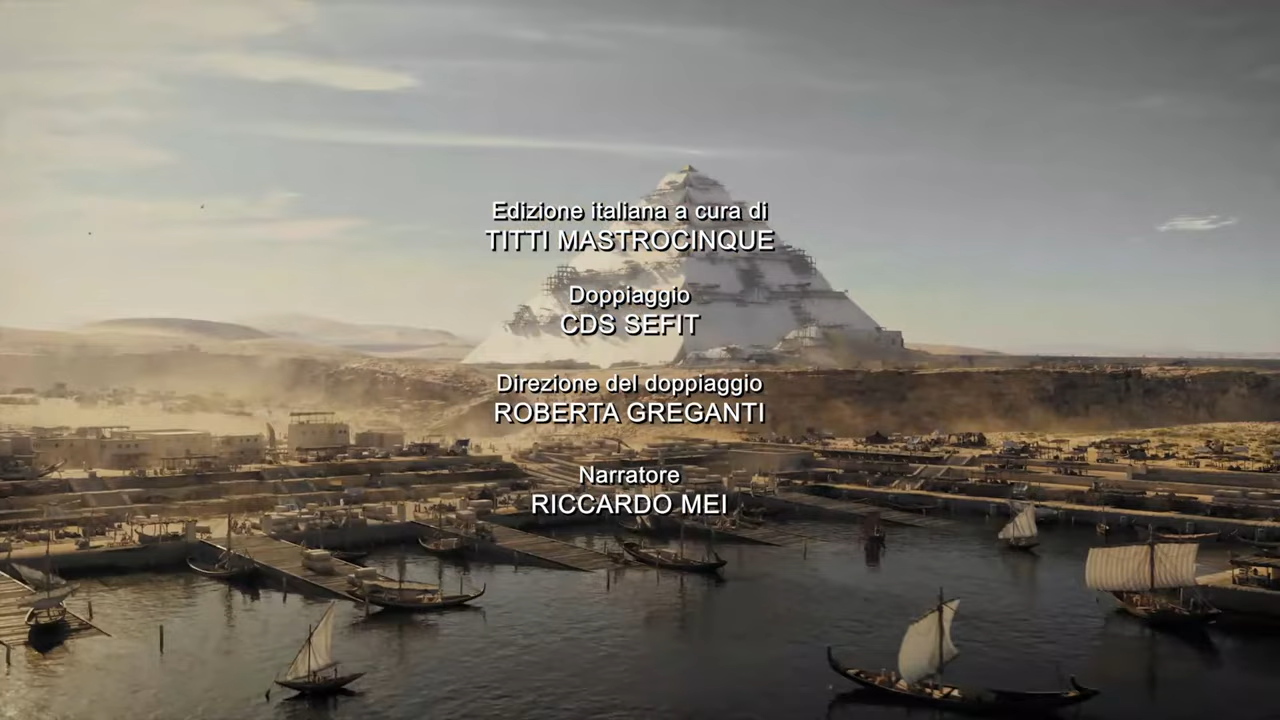 Edizione italiana a cura di
TITTI MASTROCINQUE
Doppiaggio
CDS SEFIT
Direzione del doppiaggio
ROBERTA GREGANTI
Narratore
RICCARDO MEI